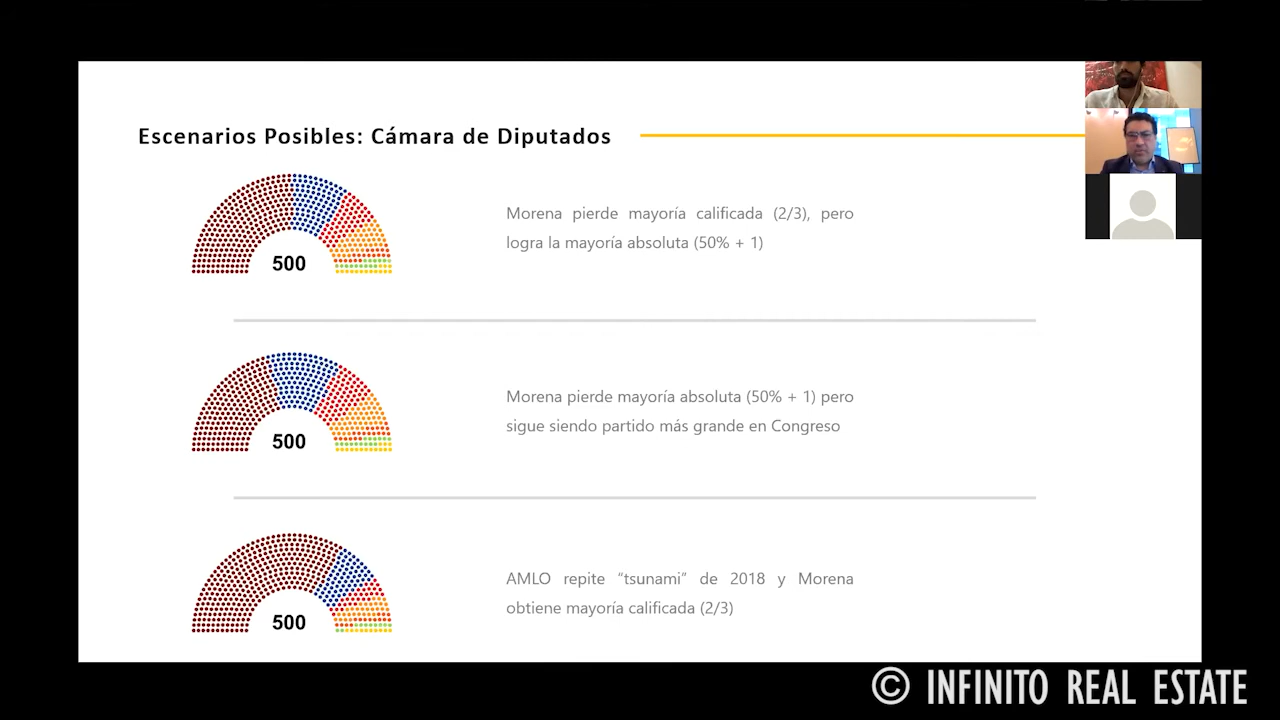 Escenarios Posibles: Cámara de Diputados
500
Morena pierde mayoría calificada (2/3), pero
logra la mayoría absoluta (50% + 1)
500
Morena pierde mayoría absoluta (50% + 1) pero
sigue siendo partido más grande en Congreso
500
AMLO repite “tsunami” de 2018 y Morena
obtiene mayoría calificada (2/3)
© INFINITO REAL ESTATE